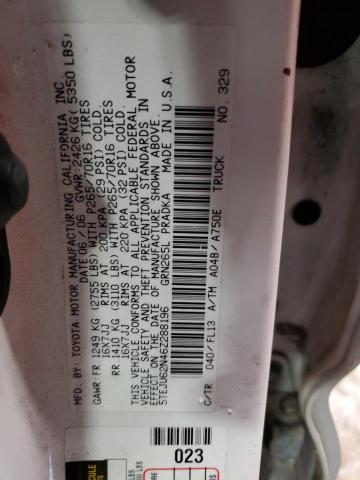 MFD. BY: TOYOTA MOTOR MANUFACTURING CALIFORNIA INC.
DATE 06/06 GVWR 2426 KG( 5350 LBS)
GAWR FR 1249 KG (2755 LBS) WITH P265/70R16 TIRES
16X7JJ RIMS AT 200 KPA (29 PSI) COLD.
RR 1410 KG (3110 LBS) WITH P265/70R16 TIRES
16X7JJ RIMS AT 220 KPA (32 PSI) COLD.
THIS VEHICLE CONFORMS TO ALL APPLICABLE FEDERAL MOTOR
VEHICLE SAFETY AND THEFT PREVENTION STANDARDS IN
EFFECT ON THE DATE OF MANUFACTURE SHOWN ABOVE.
5TEJU62N46Z288196 GRN265L PRADKA MADE IN U.S.A.
C/TR 040/ FL13 A/TM A04B/ A750E TRUCK NO. 329
023
LBS